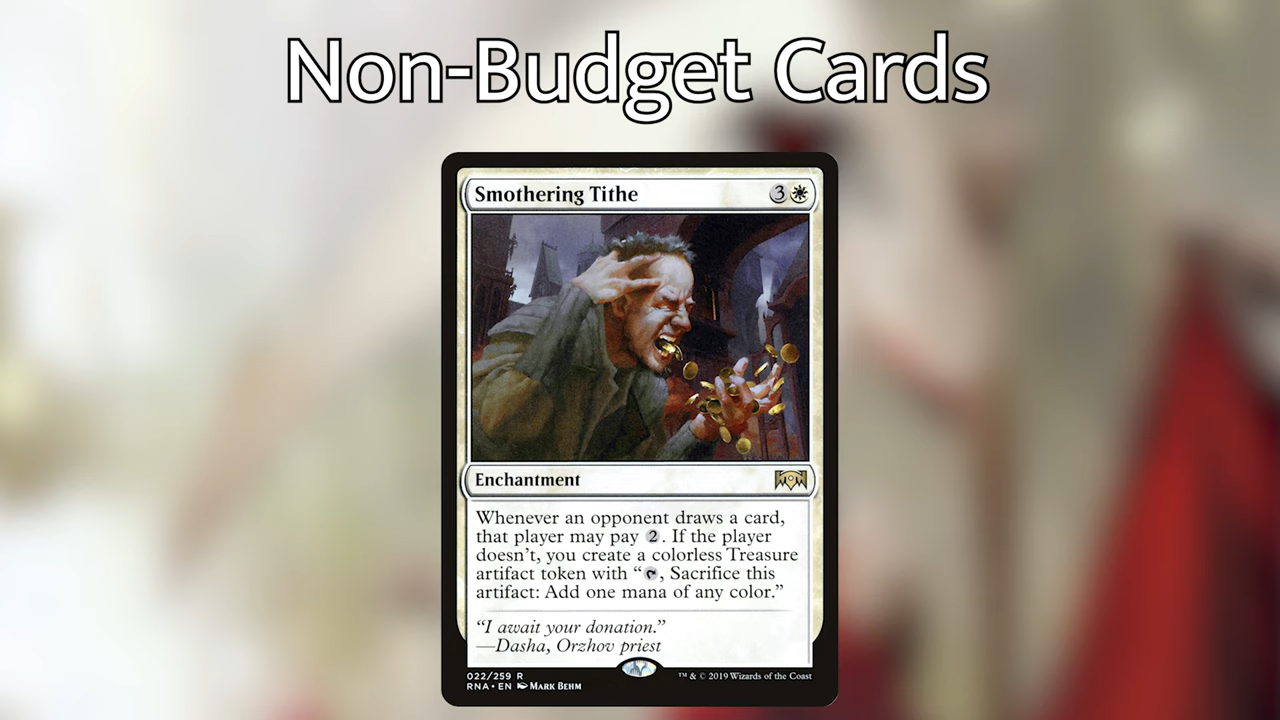 Non-Budget Cards
Smothering Tithe 3
Enchantment
Whenever an opponent draws a card,
that player may pay 2. If the player
doesn't, you create a colorless Treasure
artifact token with “, Sacrifice this
artifact: Add one mana of any color.”
“I await your donation.”
—Dasha, Orzhov priest
022/259 R
RNA • EN Mark Behm
™ & © 2019 Wizards of the Coast